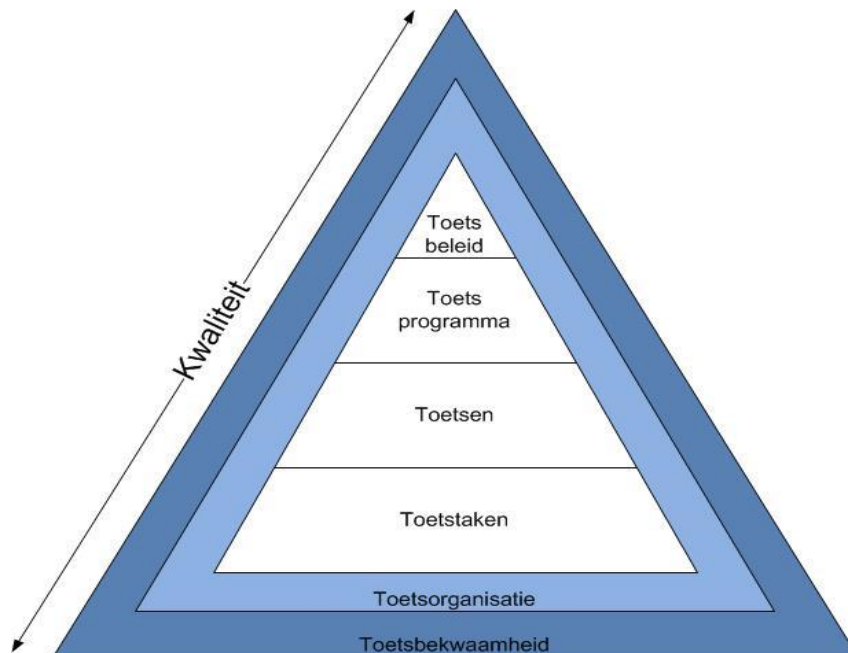 Kwaliteit
Toets
beleid
Toets
programma
Toetsen
Toetstaken
Toetsorganisatie
Toetsbekwaamheid